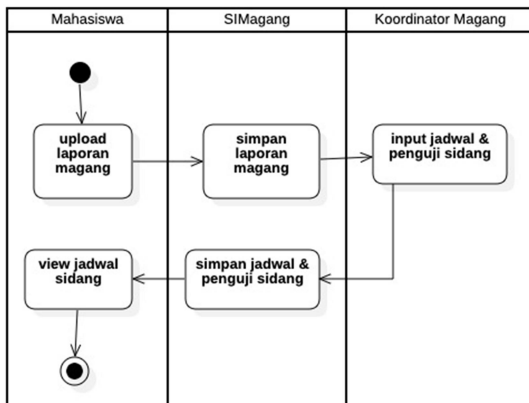 Mahasiswa
SIMagang
Koordinator Magang
upload
laporan
magang
simpan
laporan
magang
input jadwal &
penguji sidang
view jadwal
sidang
simpan jadwal &
penguji sidang